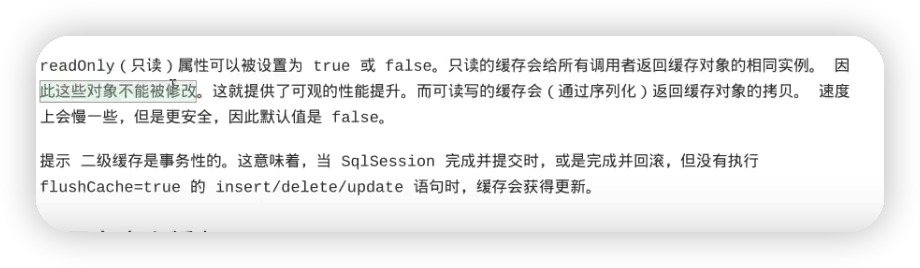 readOnly(只读)属性可以被设置为 true 或 false。只读的缓存会给所有调用者返回缓存对象的相同实例。 因
此这些对象不能被修改。这就提供了可观的性能提升。而可读写的缓存会(通过序列化)返回缓存对象的拷贝。 速度
上会慢一些,但是更安全,因此默认值是 false。
提示 二级缓存是事务性的。这意味着,当 SqlSession 完成并提交时,或是完成并回滚,但没有执行
flushCache=true 的 insert/delete/update 语句时,缓存会获得更新。